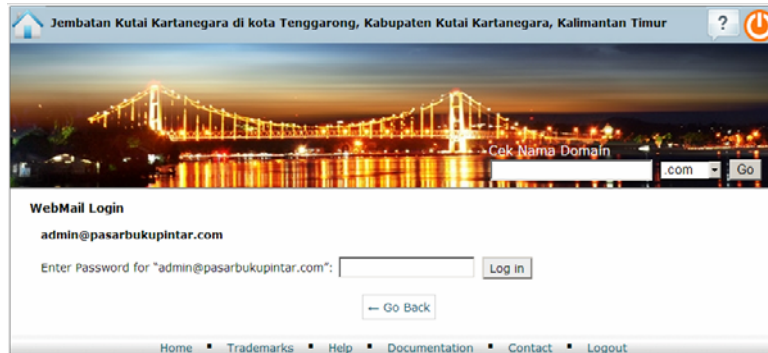 Jembatan Kutai Kartanegara di kota Tenggarong, Kabupaten Kutai Kartanegara, Kalimantan Timur
?
Cek Nama Domain
.com Go
WebMail Login
admin@pasarbukupintar.com
Enter Password for "admin@pasarbukupintar.com": Log in
← Go Back
Home ▪ Trademarks ▪ Help ▪ Documentation ▪ Contact ▪ Logout